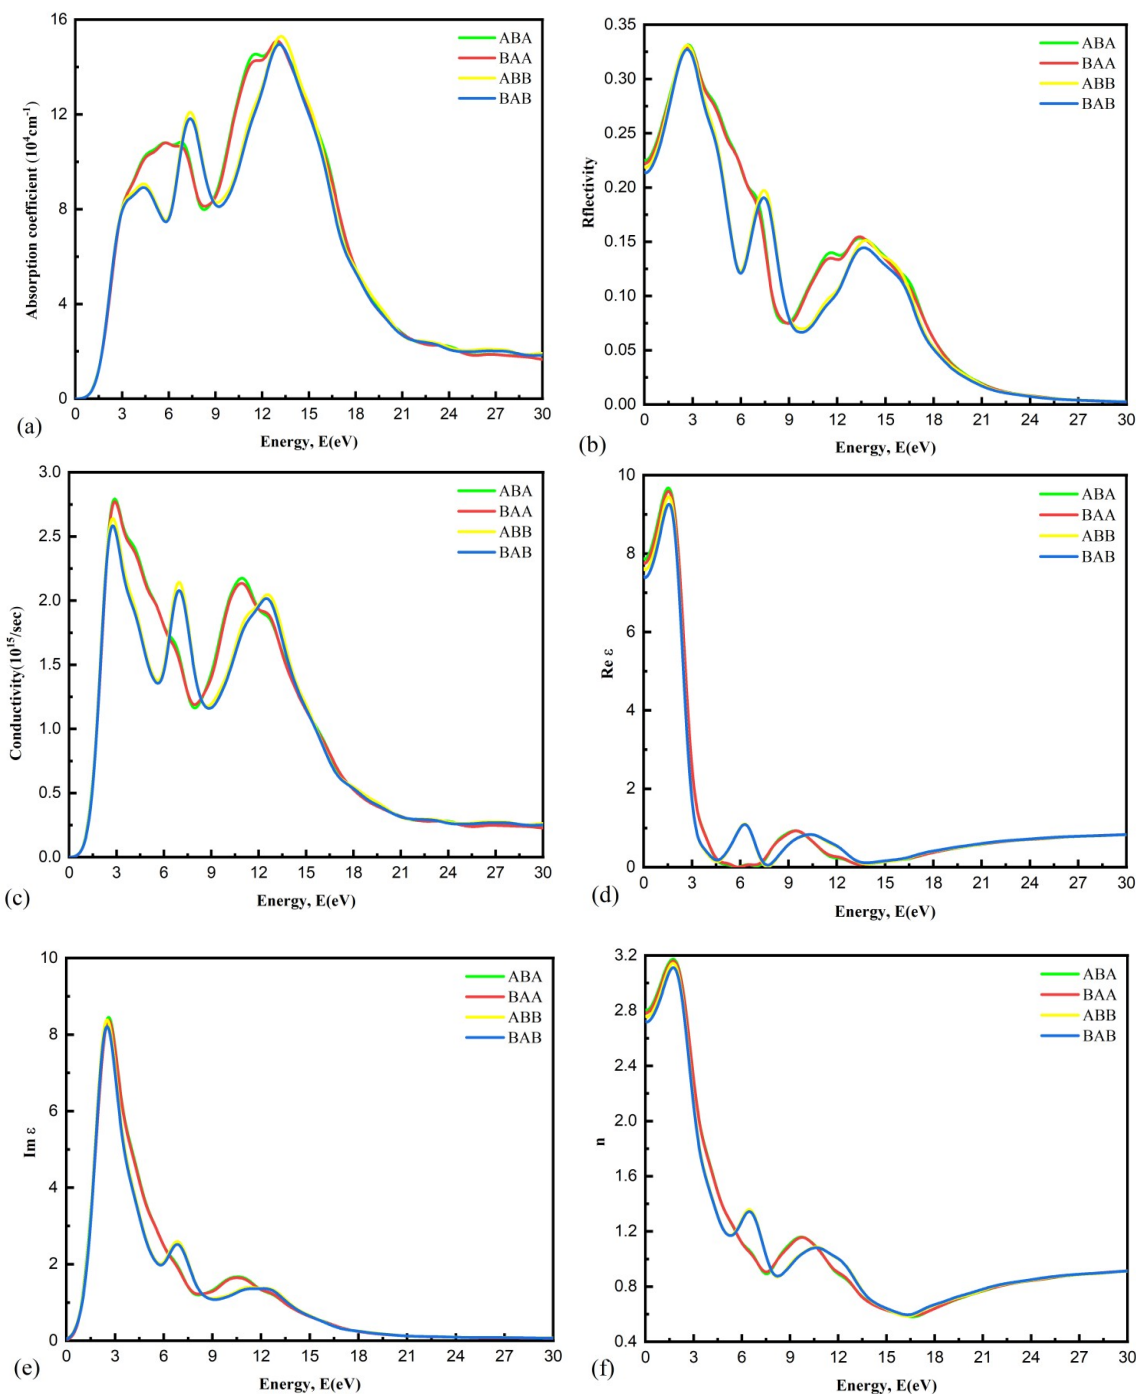 16
12
8
4
0
0 3 6 9 12 15 18 21 24 27 30
Absorption coefficient (10⁴cm⁻¹)
Energy, E(eV)
ABA
BAA
ABB
BAB
(a)
0.35
0.30
0.25
0.20
0.15
0.10
0.05
0.00
0 3 6 9 12 15 18 21 24 27 30
Rflectivity
Energy, E(eV)
ABA
BAA
ABB
BAB
(b)
3.0
2.5
2.0
1.5
1.0
0.5
0.0
0 3 6 9 12 15 18 21 24 27 30
Conductivity(10¹⁵/sec)
Energy, E(eV)
ABA
BAA
ABB
BAB
(c)
10
8
6
4
2
0
0 3 6 9 12 15 18 21 24 27 30
Re ε
Energy, E(eV)
ABA
BAA
ABB
BAB
(d)
10
8
6
4
2
0
0 3 6 9 12 15 18 21 24 27 30
Im ε
Energy, E(eV)
ABA
BAA
ABB
BAB
(e)
3.2
2.8
2.4
2.0
1.6
1.2
0.8
0.4
0 3 6 9 12 15 18 21 24 27 30
n
Energy, E(eV)
ABA
BAA
ABB
BAB
(f)